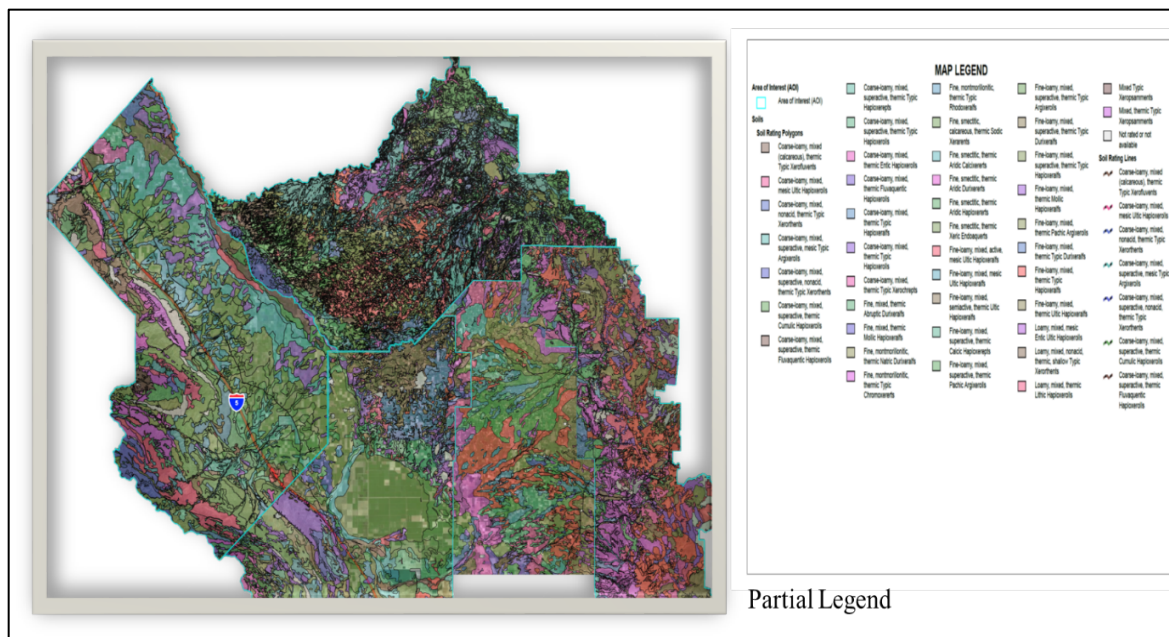 5
MAP LEGEND
Area of Interest (AOI)
Area of Interest (AOI)
Soils
Soil Rating Polygons
Coarse-loamy, mixed
(calcareous), thermic
Typic Xerofluvents
Coarse-loamy, mixed,
mesic Ultic Haploxerolls
Coarse-loamy, mixed,
nonacid, thermic Typic
Xerorthents
Coarse-loamy, mixed,
superactive, mesic Typic
Argixerolls
Coarse-loamy, mixed,
superactive, nonacid,
thermic Typic Xerorthents
Coarse-loamy, mixed,
superactive, thermic
Cumulic Haploxerolls
Coarse-loamy, mixed,
superactive, thermic
Fluvaquentic Haploxerolls
Coarse-loamy, mixed,
superactive, thermic Typic
Haploxerepts
Coarse-loamy, mixed,
superactive, thermic Typic
Haploxerolls
Coarse-loamy, mixed,
thermic Entic Haploxerolls
Coarse-loamy, mixed,
thermic Fluvaquentic
Haploxerolls
Coarse-loamy, mixed,
thermic Typic
Haploxeralfs
Coarse-loamy, mixed,
thermic Typic
Haploxerolls
Coarse-loamy, mixed,
thermic Typic Xerochrepts
Fine, mixed, thermic
Abruptic Durixeralfs
Fine, mixed, thermic
Mollic Haploxeralfs
Fine, montmorillonitic,
thermic Natric Durixeralfs
Fine, montmorillonitic,
thermic Typic
Chromoxererts
Fine, montmorillonitic,
thermic Typic
Rhodoxeralfs
Fine, smectitic,
calcareous, thermic Sodic
Xererts
Fine, smectitic, thermic
Aridic Calcixererts
Fine, smectitic, thermic
Aridic Durixererts
Fine, smectitic, thermic
Aridic Haploxererts
Fine, smectitic, thermic
Xeric Endoaquerts
Fine-loamy, mixed, active,
mesic Ultic Haploxeralfs
Fine-loamy, mixed, mesic
Ultic Haploxeralfs
Fine-loamy, mixed,
semiactive, thermic Ultic
Haploxeralfs
Fine-loamy, mixed,
superactive, thermic
Calcic Haploxerepts
Fine-loamy, mixed,
superactive, thermic
Pachic Argixerolls
Fine-loamy, mixed,
superactive, thermic Typic
Argixerolls
Fine-loamy, mixed,
superactive, thermic Typic
Durixeralfs
Fine-loamy, mixed,
superactive, thermic Typic
Haploxeralfs
Fine-loamy, mixed,
thermic Mollic
Haploxeralfs
Fine-loamy, mixed,
thermic Pachic Argixerolls
Fine-loamy, mixed,
thermic Typic Durixeralfs
Fine-loamy, mixed,
thermic Typic
Haploxeralfs
Fine-loamy, mixed,
thermic Ultic Haploxeralfs
Loamy, mixed, mesic
Entic Ultic Haploxerolls
Loamy, mixed, nonacid,
thermic, shallow Typic
Xerorthents
Loamy, mixed, thermic
Lithic Haploxerolls
Mixed Typic
Xeropsamments
Mixed, thermic Typic
Xeropsamments
Not rated or not
available
Soil Rating Lines
Coarse-loamy, mixed
(calcareous), thermic
Typic Xerofluvents
Coarse-loamy, mixed,
mesic Ultic Haploxerolls
Coarse-loamy, mixed,
nonacid, thermic Typic
Xerorthents
Coarse-loamy, mixed,
superactive, mesic Typic
Argixerolls
Coarse-loamy, mixed,
superactive, nonacid,
thermic Typic
Xerorthents
Coarse-loamy, mixed,
superactive, thermic
Cumulic Haploxerolls
Coarse-loamy, mixed,
superactive, thermic
Fluvaquentic
Haploxerolls
Partial Legend